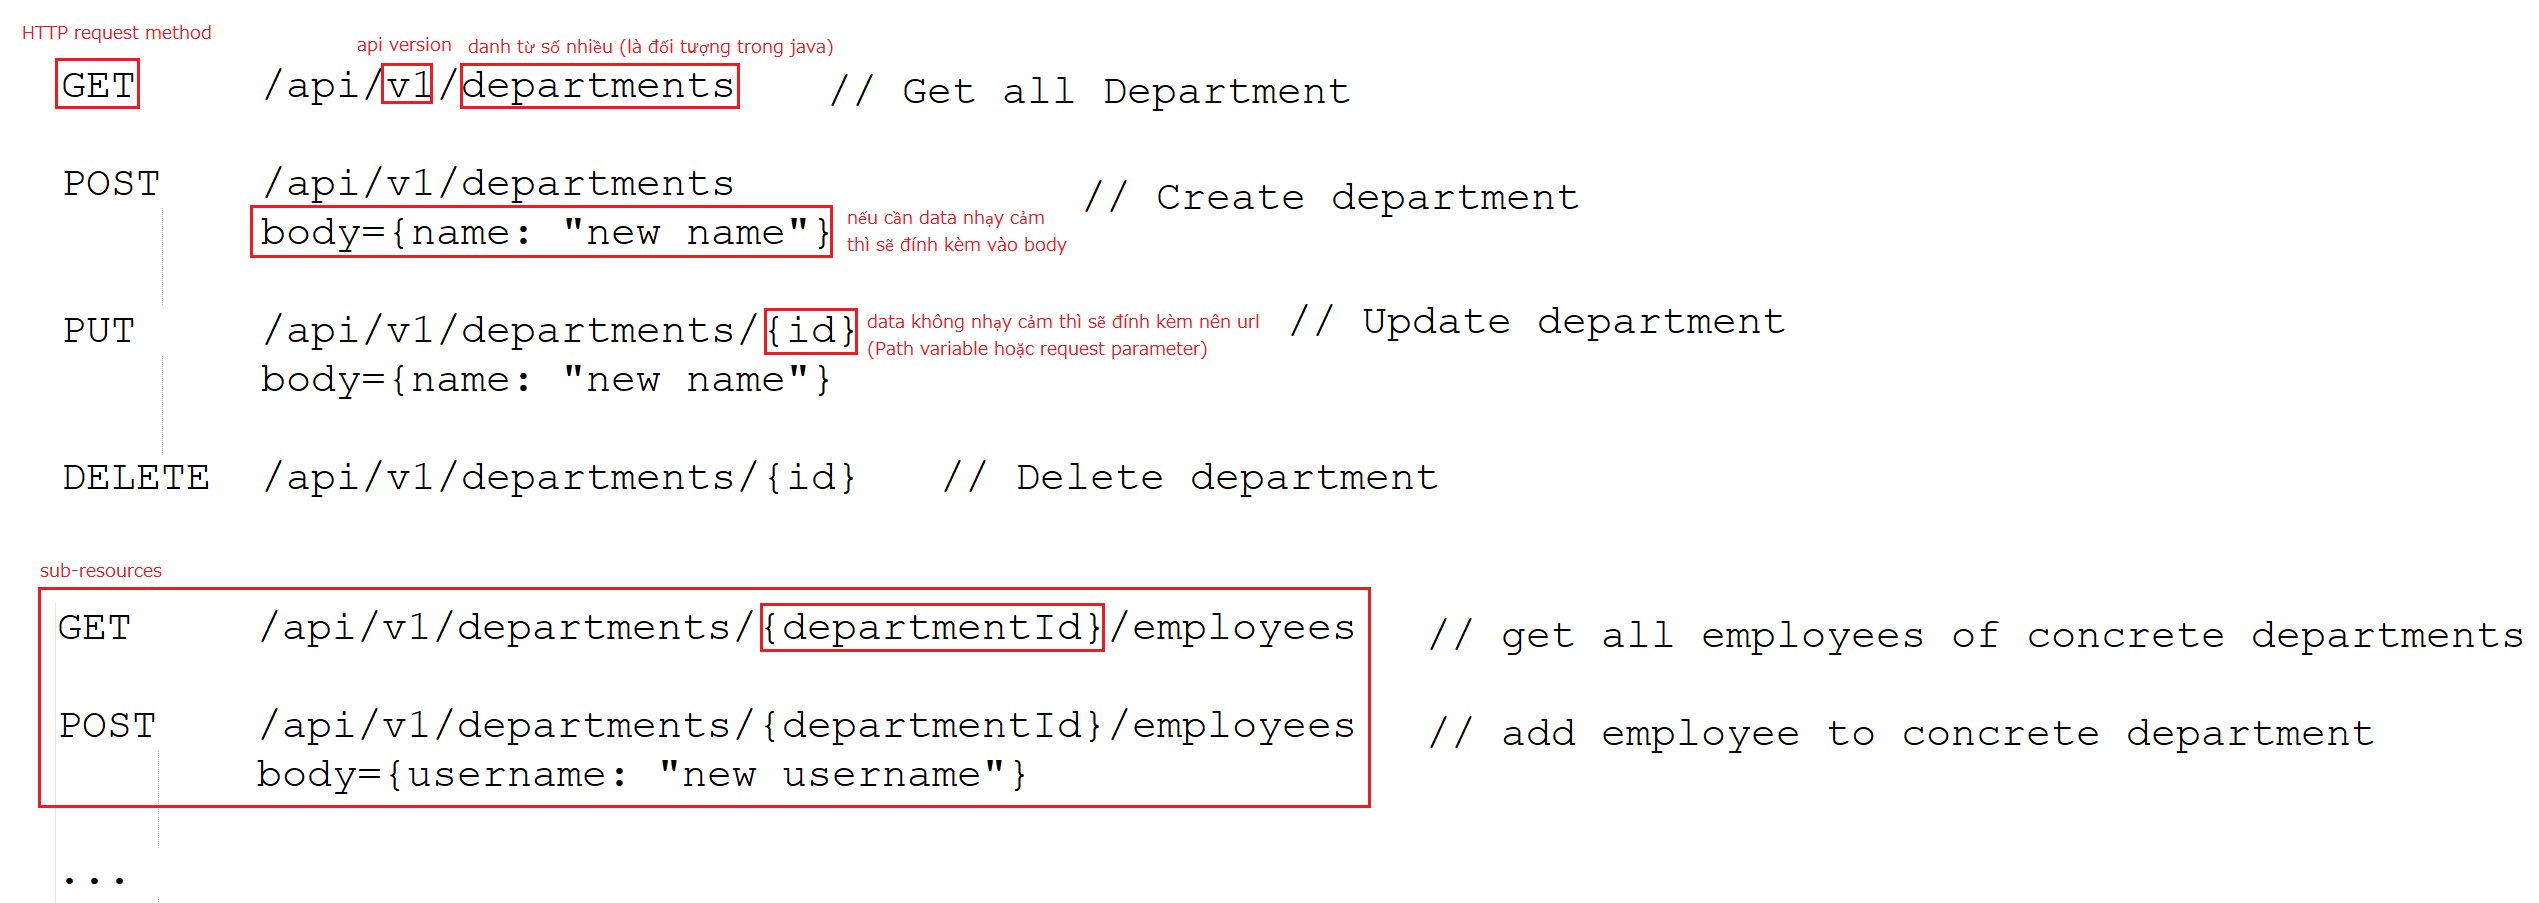 HTTP request method
api version danh từ số nhiều (là đối tượng trong java)
GET /api/v1/departments // Get all Department
POST /api/v1/departments // Create department
body={name: "new name"} nếu cần data nhạy cảm
thì sẽ đính kèm vào body
PUT /api/v1/departments/{id} data không nhạy cảm thì sẽ đính kèm nên url // Update department
(Path variable hoặc request parameter)
body={name: "new name"}
DELETE /api/v1/departments/{id} // Delete department
sub-resources
GET /api/v1/departments/{departmentId}/employees // get all employees of concrete departments
POST /api/v1/departments/{departmentId}/employees // add employee to concrete department
body={username: "new username"}
...